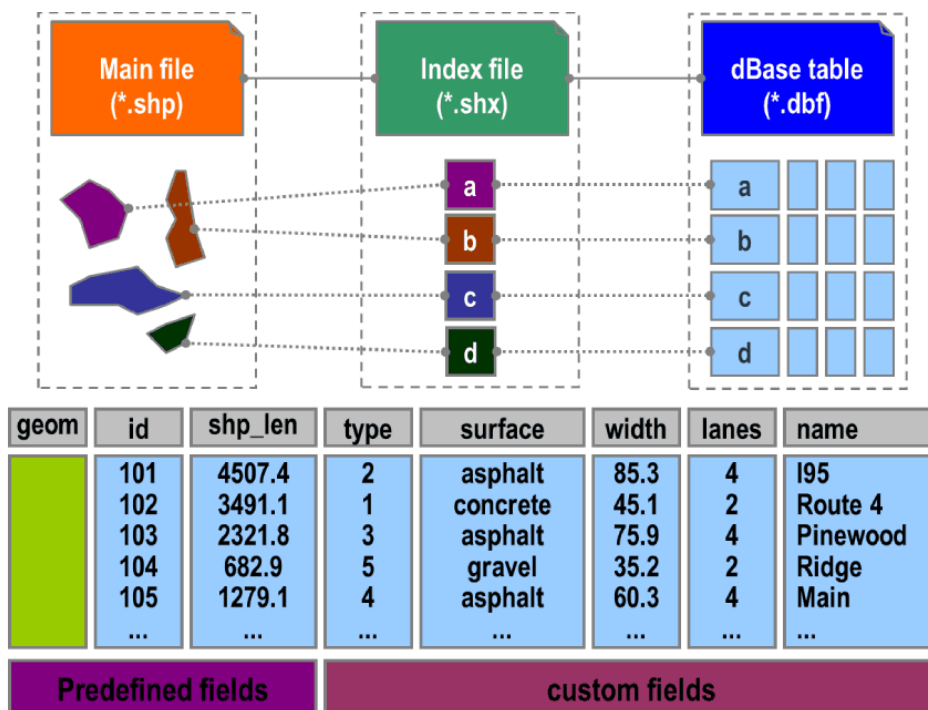 Main file
(*.shp)
Index file
(*.shx)
dBase table
(*.dbf)
a a
b b
c c
d d
geom id shp_len type surface width lanes name
101 4507.4 2 asphalt 85.3 4 I95
102 3491.1 1 concrete 45.1 2 Route 4
103 2321.8 3 asphalt 75.9 4 Pinewood
104 682.9 5 gravel 35.2 2 Ridge
105 1279.1 4 asphalt 60.3 4 Main
... ... ... ... ... ... ...
Predefined fields custom fields